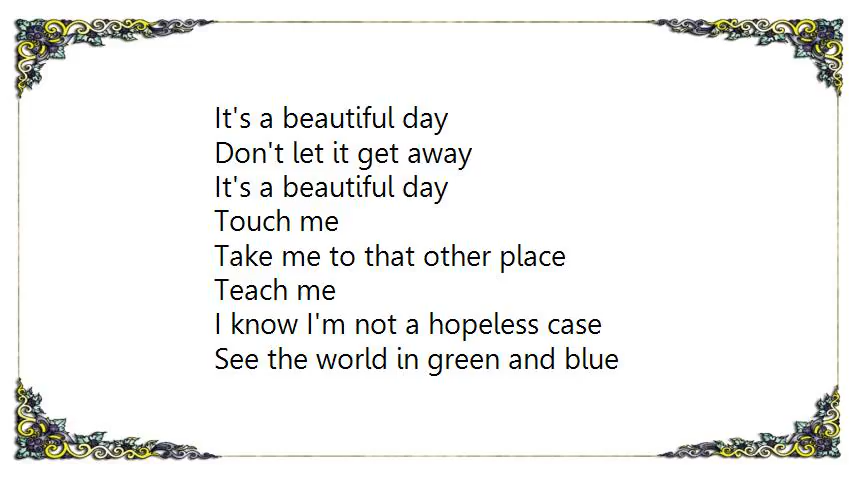 It's a beautiful day
Don't let it get away
It's a beautiful day
Touch me
Take me to that other place
Teach me
I know I'm not a hopeless case
See the world in green and blue